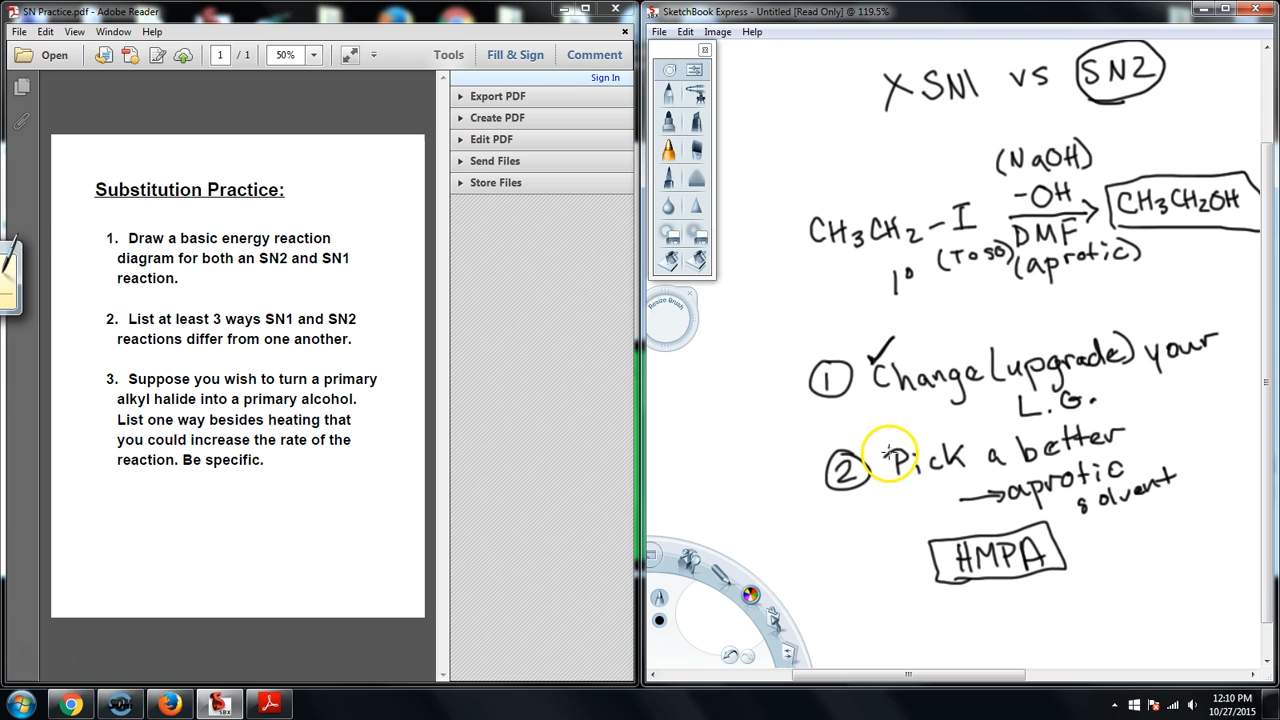 SN Practice.pdf - Adobe Reader
File Edit View Window Help
Open 1 / 1 50% Tools Fill & Sign Comment
Sign In
Export PDF
Create PDF
Edit PDF
Send Files
Store Files
Substitution Practice:
1. Draw a basic energy reaction
diagram for both an SN2 and SN1
reaction.
2. List at least 3 ways SN1 and SN2
reactions differ from one another.
3. Suppose you wish to turn a primary
alkyl halide into a primary alcohol.
List one way besides heating that
you could increase the rate of the
reaction. Be specific.
SketchBook Express - Untitled [Read Only] @ 119.5%
File Edit Image Help
X SN1 vs SN2
(NaOH)
-OH
CH3CH2-I CH3CH2OH
DMF
1° (TosO) (aprotic)
① Change (upgrade) your
L.G.
② Pick a better
→ aprotic
solvent
HMPA
Resize Brush
SBX
12:10 PM
10/27/2015